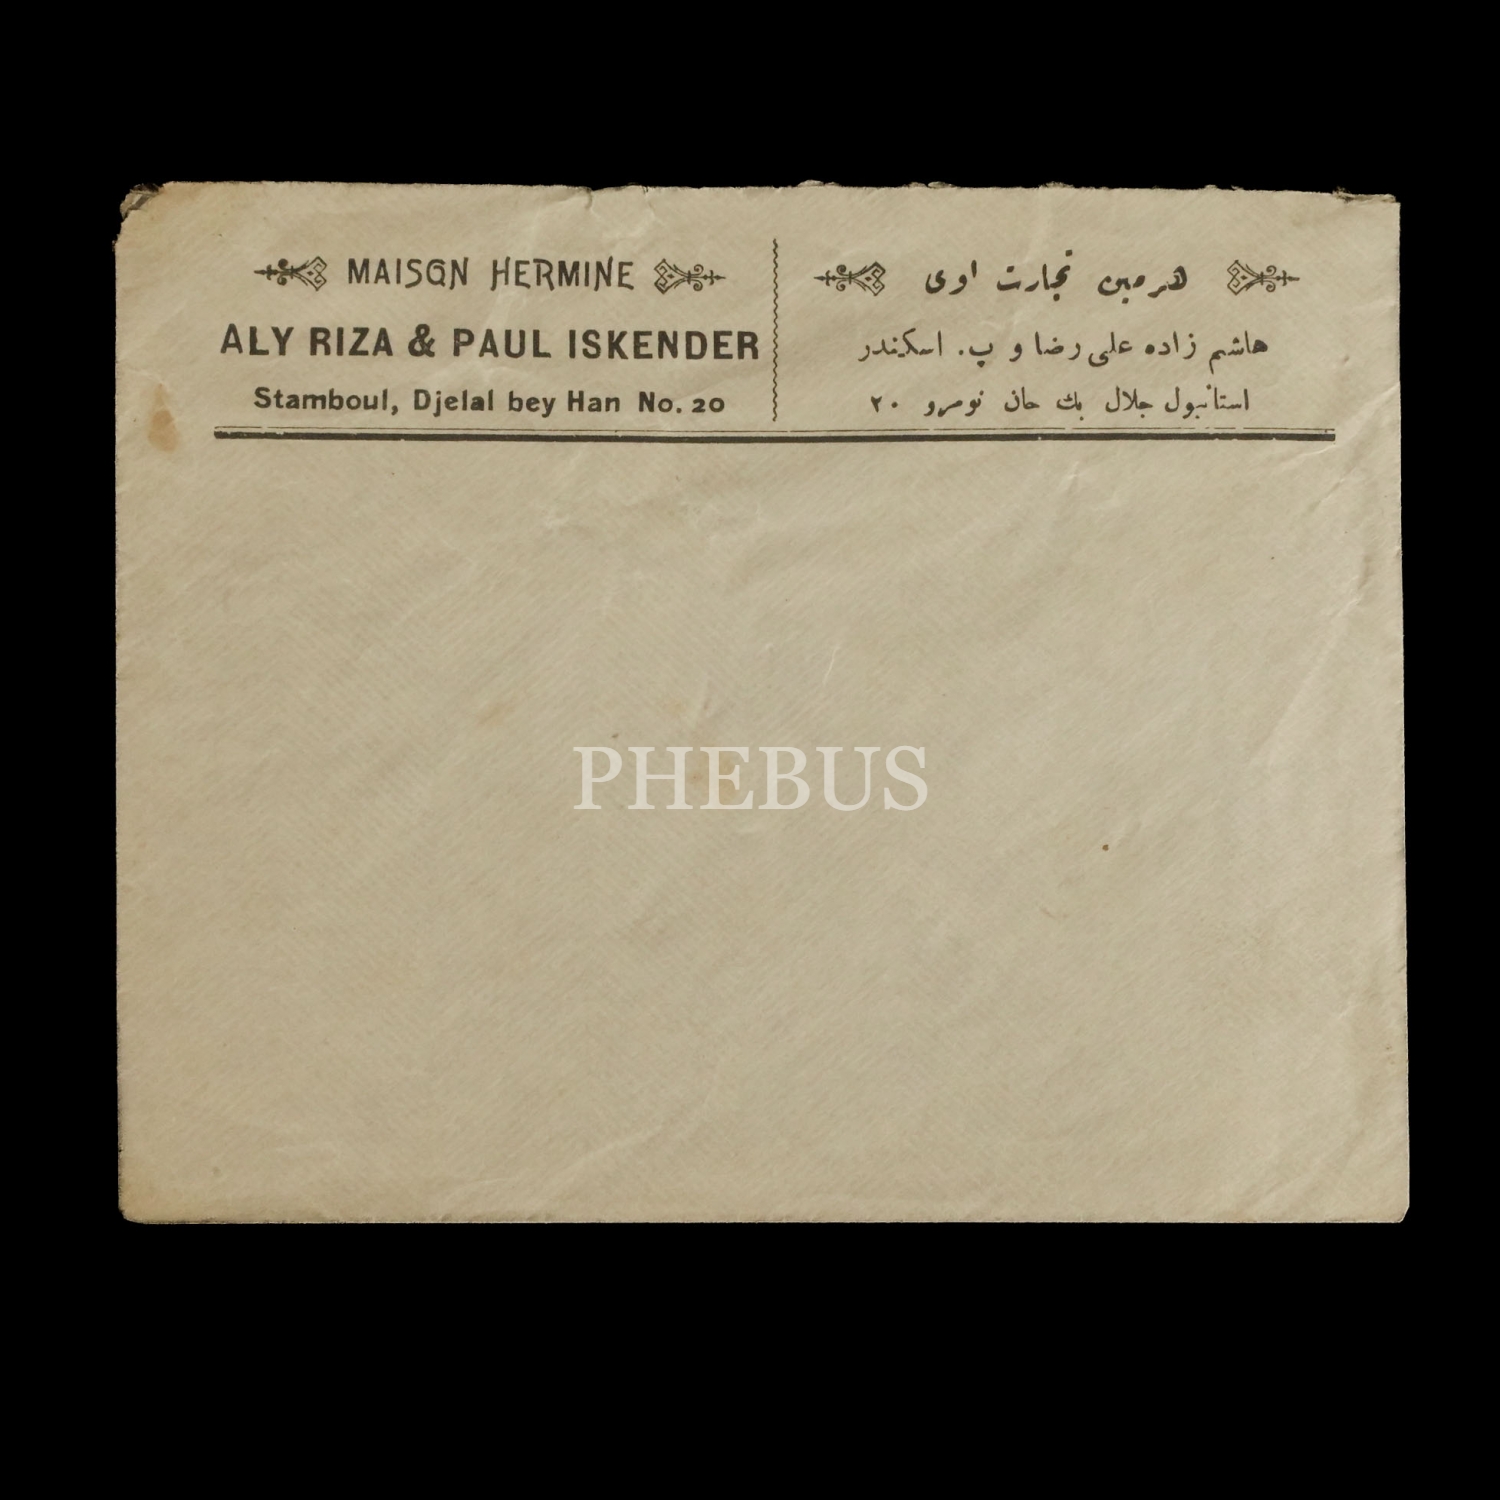 MAISON HERMINE
ALY RIZA & PAUL ISKENDER
Stamboul, Djelal bey Han No. 20
هرمين تجارت اوى
هاشم زاده على رضا و پ. اسكندر
استانبول جلال بك خان نومرو ٢٠
PHEBUS